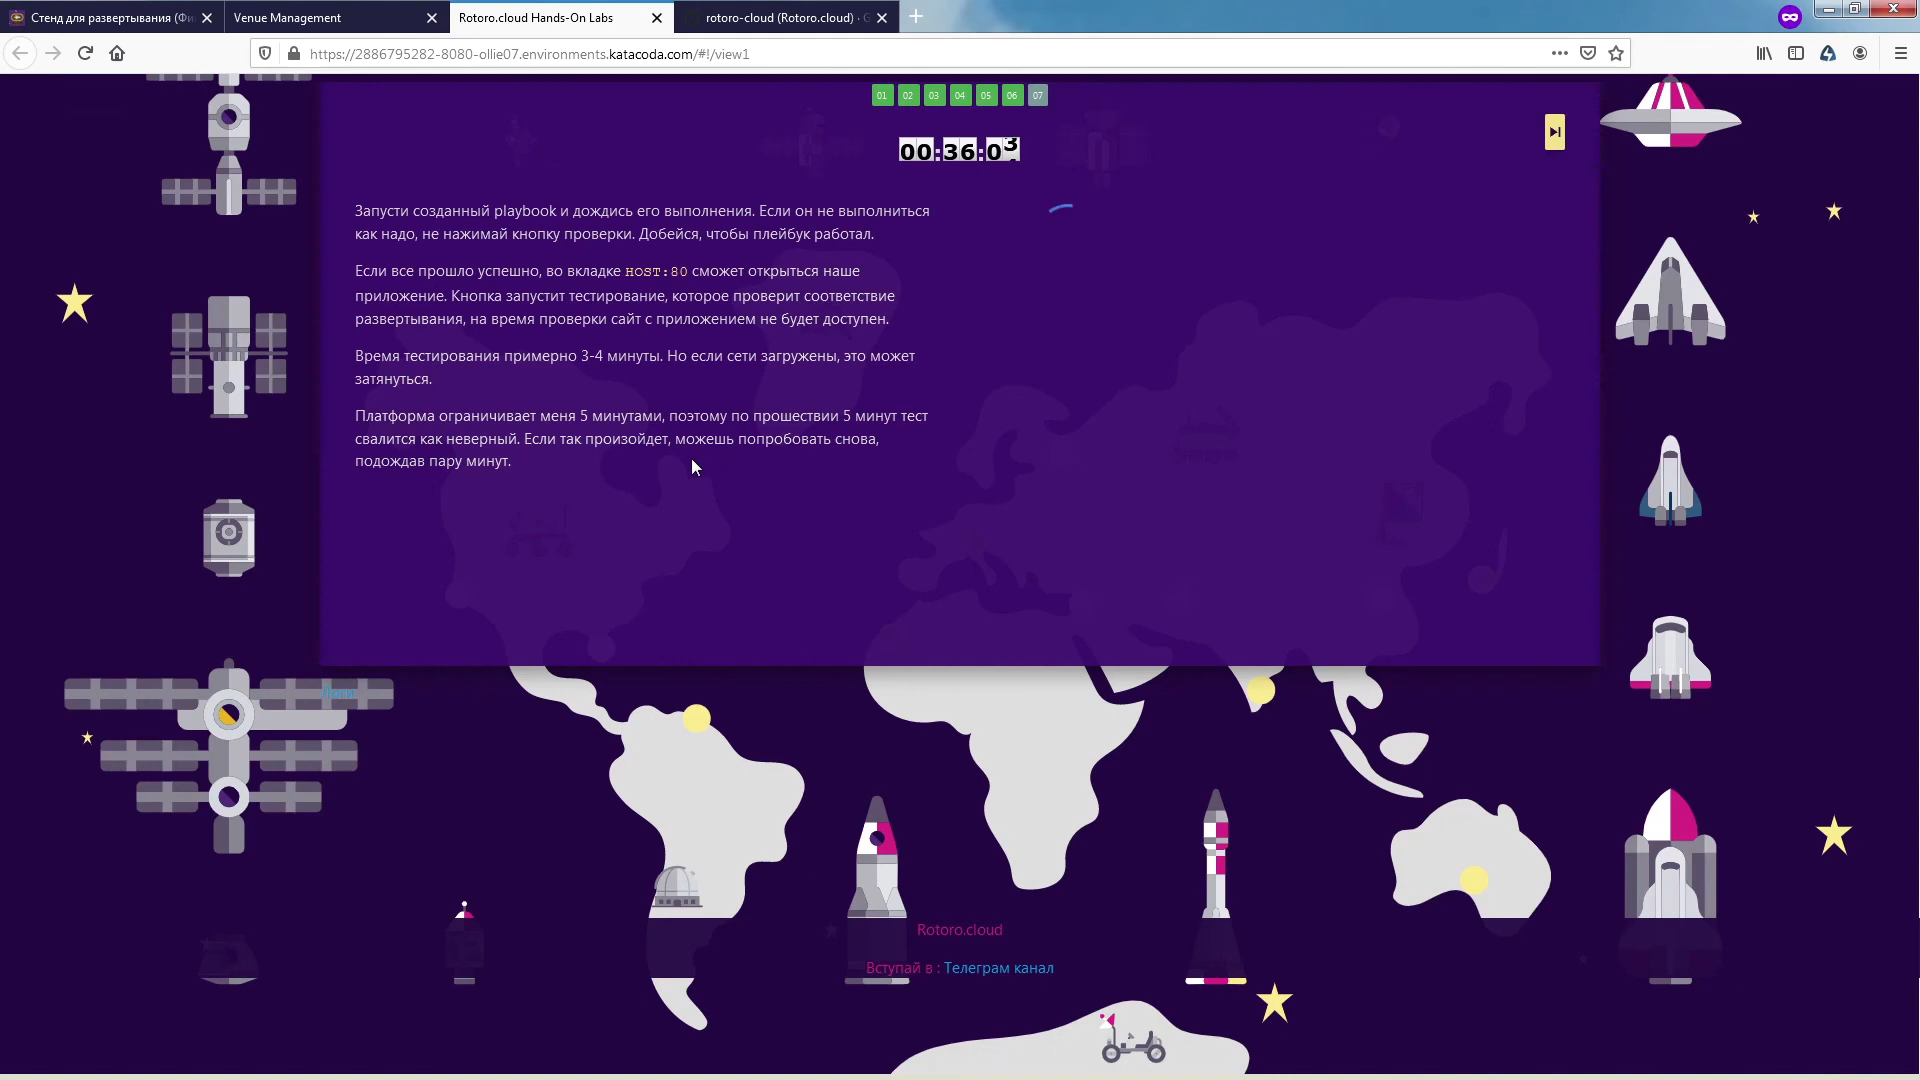 Стенд для развертывания (Фи
Venue Management
Rotoro.cloud Hands-On Labs
rotoro-cloud (Rotoro.cloud) · G
https://2886795282-8080-ollie07.environments.katacoda.com/#!/view1
01 02 03 04 05 06 07
00:36:03
Запусти созданный playbook и дождись его выполнения. Если он не выполниться
как надо, не нажимай кнопку проверки. Добейся, чтобы плейбук работал.
Если все прошло успешно, во вкладке HOST:80 сможет открыться наше
приложение. Кнопка запустит тестирование, которое проверит соответствие
развертывания, на время проверки сайт с приложением не будет доступен.
Время тестирования примерно 3-4 минуты. Но если сети загружены, это может
затянуться.
Платформа ограничивает меня 5 минутами, поэтому по прошествии 5 минут тест
свалится как неверный. Если так произойдет, можешь попробовать снова,
подождав пару минут.
Rotoro.cloud
Вступай в : Телеграм канал